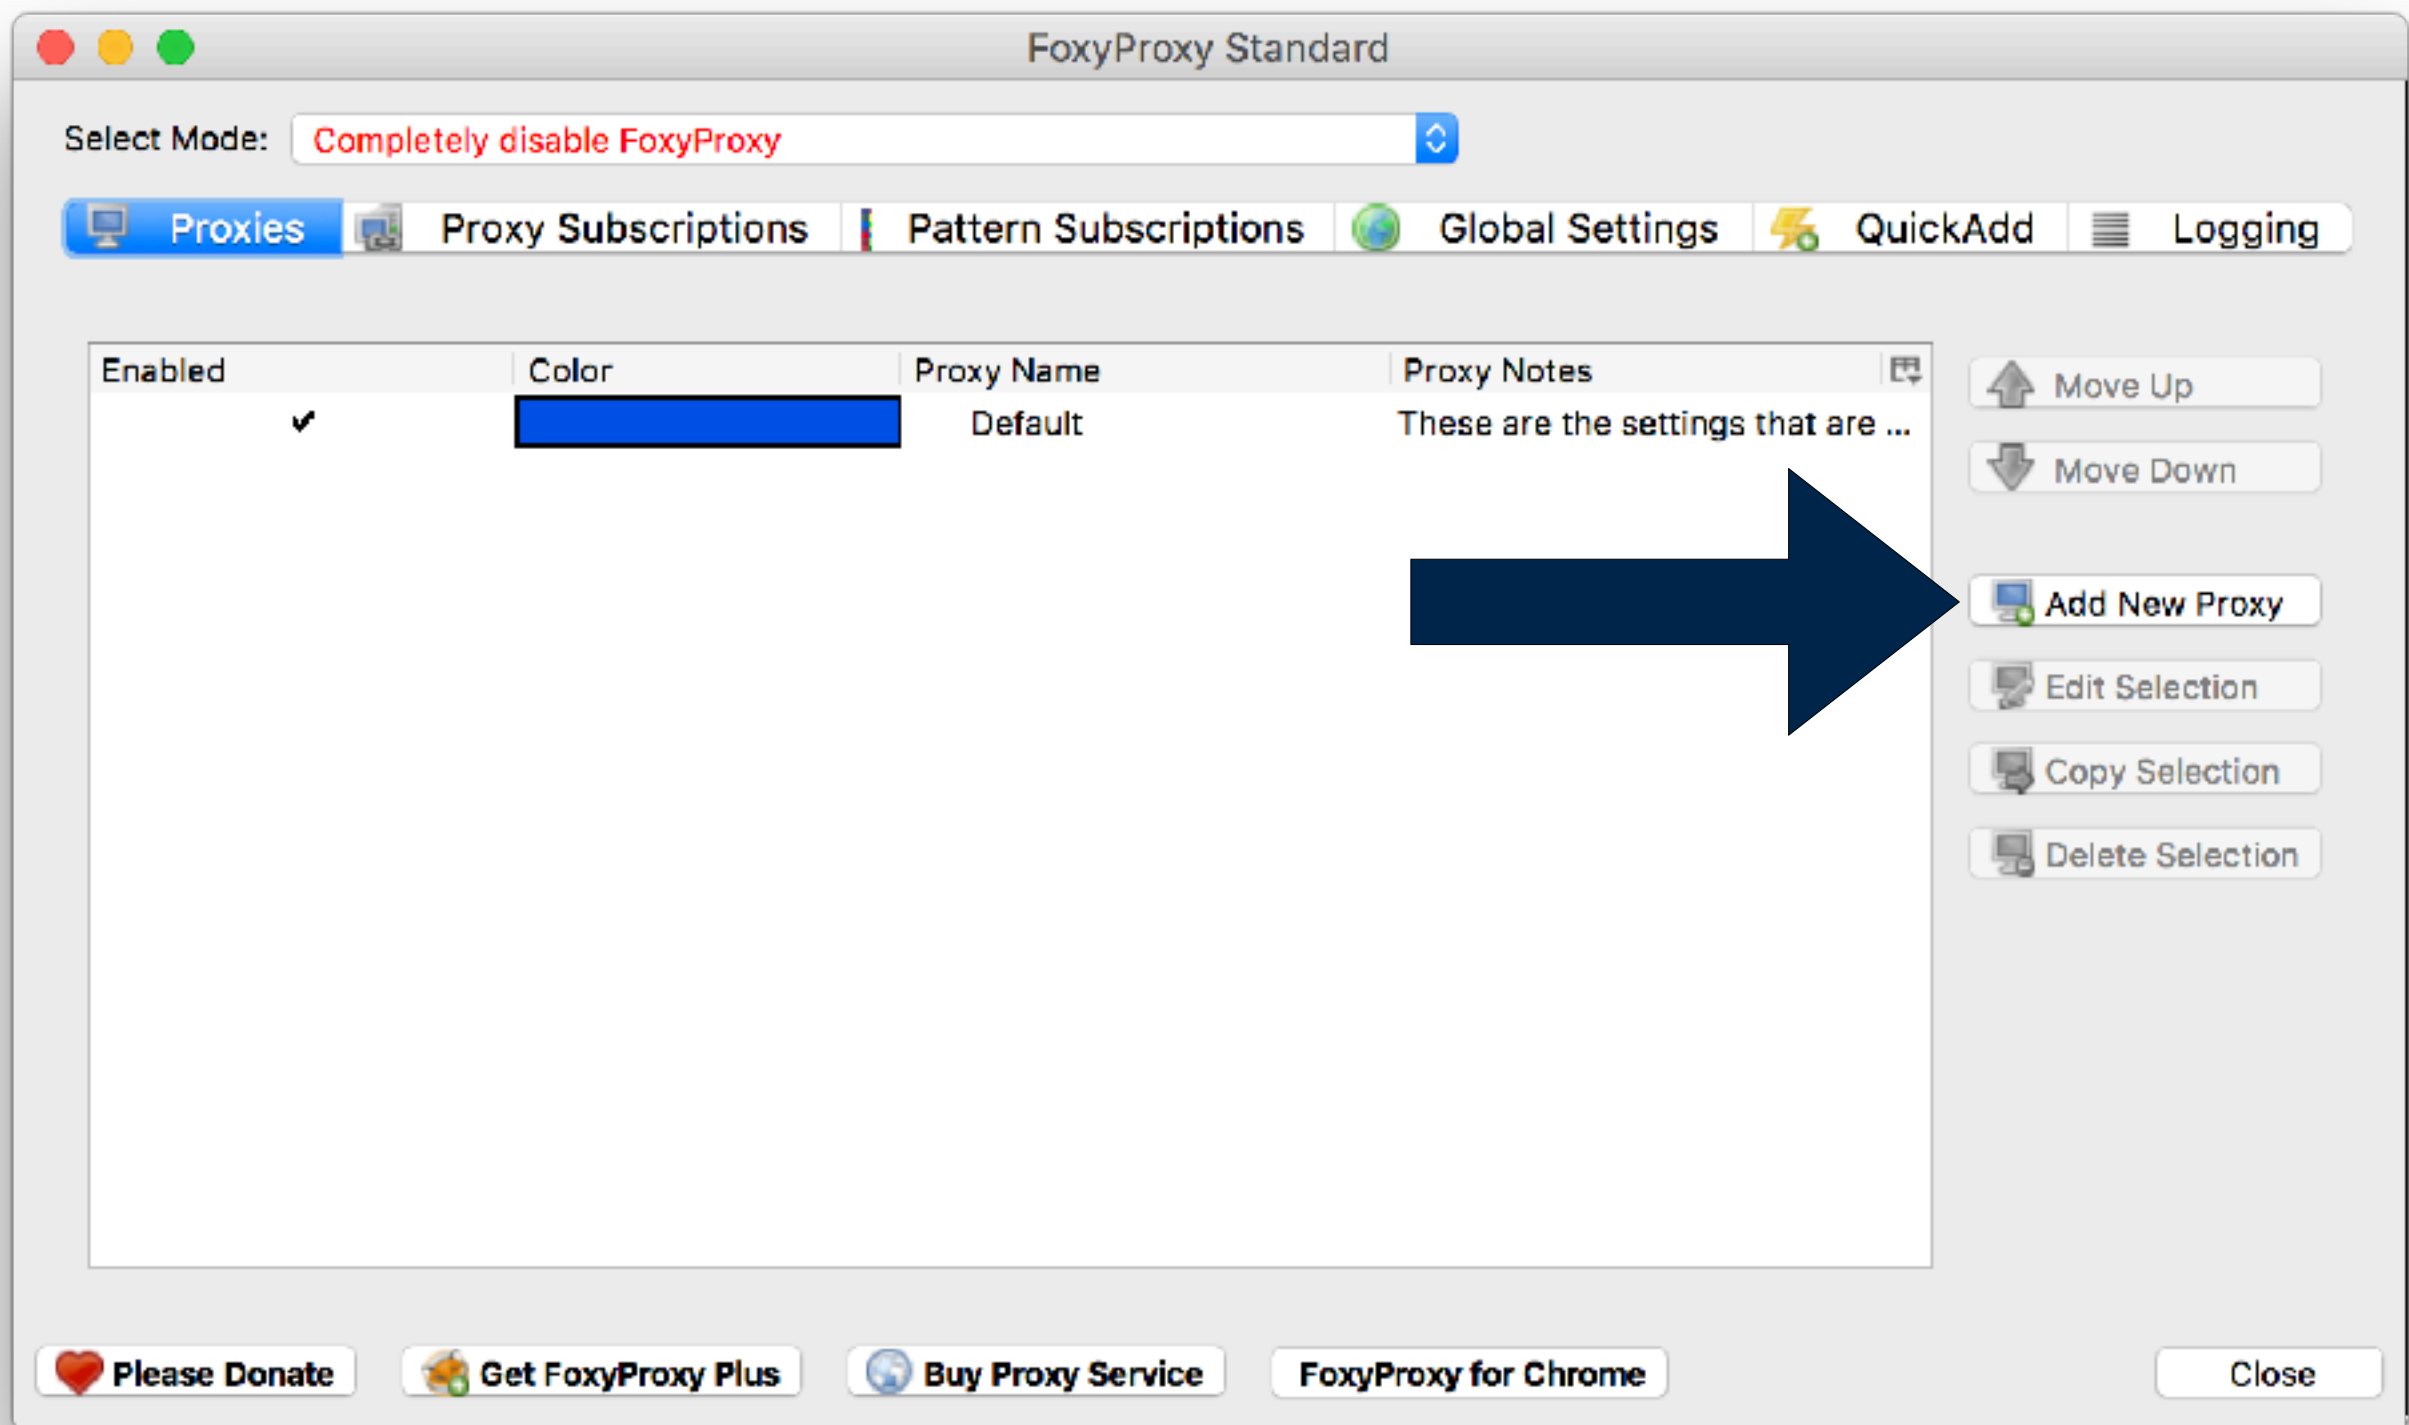 FoxyProxy Standard
Select Mode: Completely disable FoxyProxy
Proxies Proxy Subscriptions Pattern Subscriptions Global Settings QuickAdd Logging
Enabled Color Proxy Name Proxy Notes
Default These are the settings that are ...
Move Up
Move Down
Add New Proxy
Edit Selection
Copy Selection
Delete Selection
Please Donate Get FoxyProxy Plus Buy Proxy Service FoxyProxy for Chrome Close